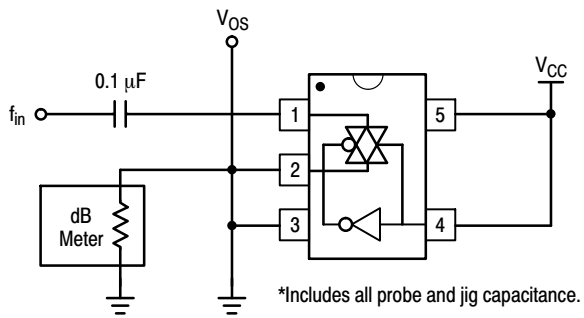 V_OS
0.1 μF
V_CC
f_in
1
5
2
dB
Meter
3
4
*Includes all probe and jig capacitance.